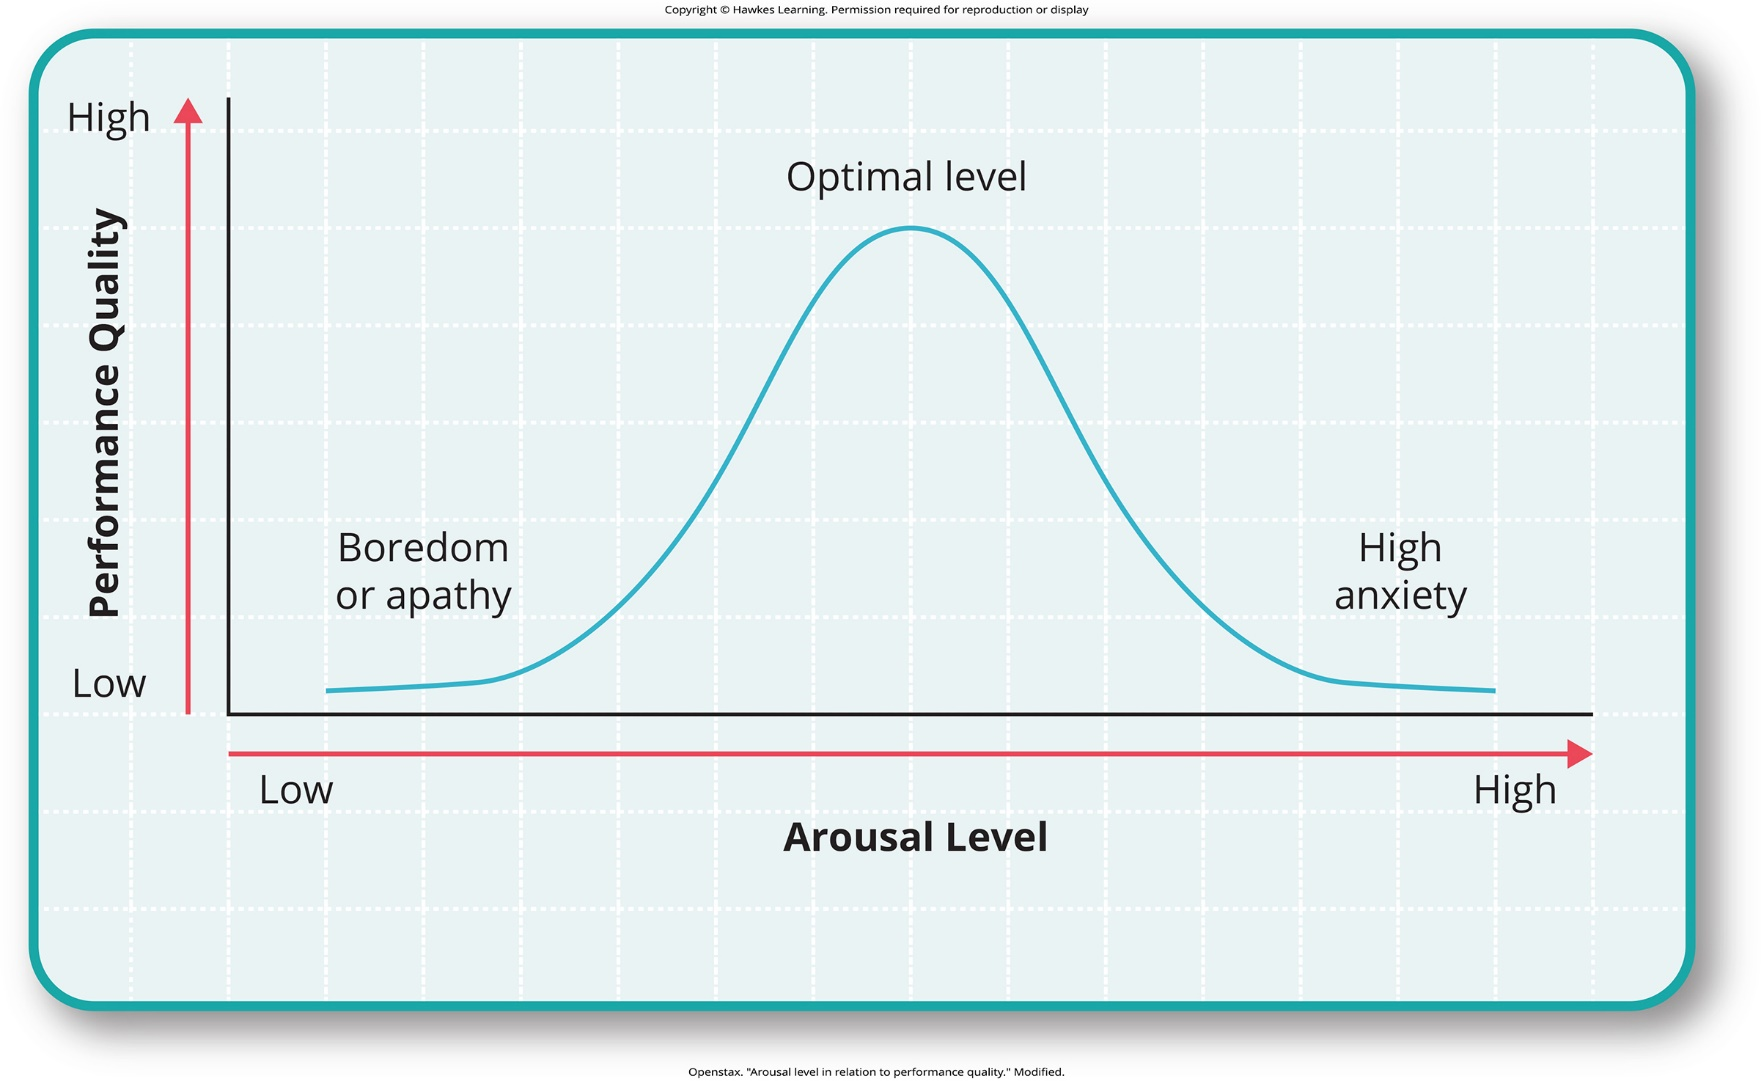 Copyright © Hawkes Learning. Permission required for reproduction or display
High
Performance Quality
Low
Optimal level
Boredom
or apathy
High
anxiety
Low
High
Arousal Level
Openstax. "Arousal level in relation to performance quality." Modified.